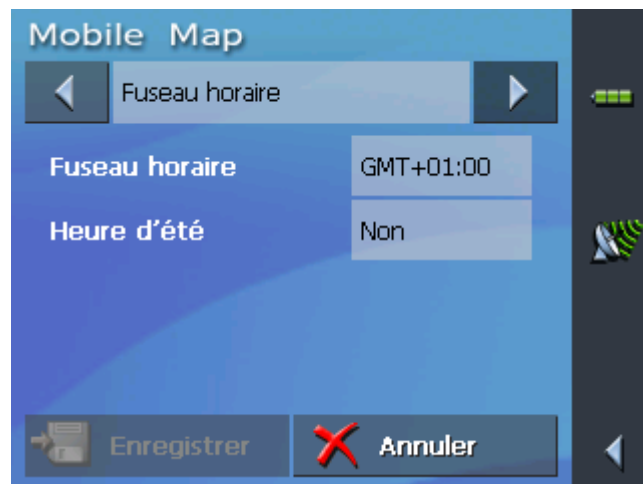 Mobile Map
Fuseau horaire
Fuseau horaire GMT+01:00
Heure d'été Non
Enregistrer Annuler